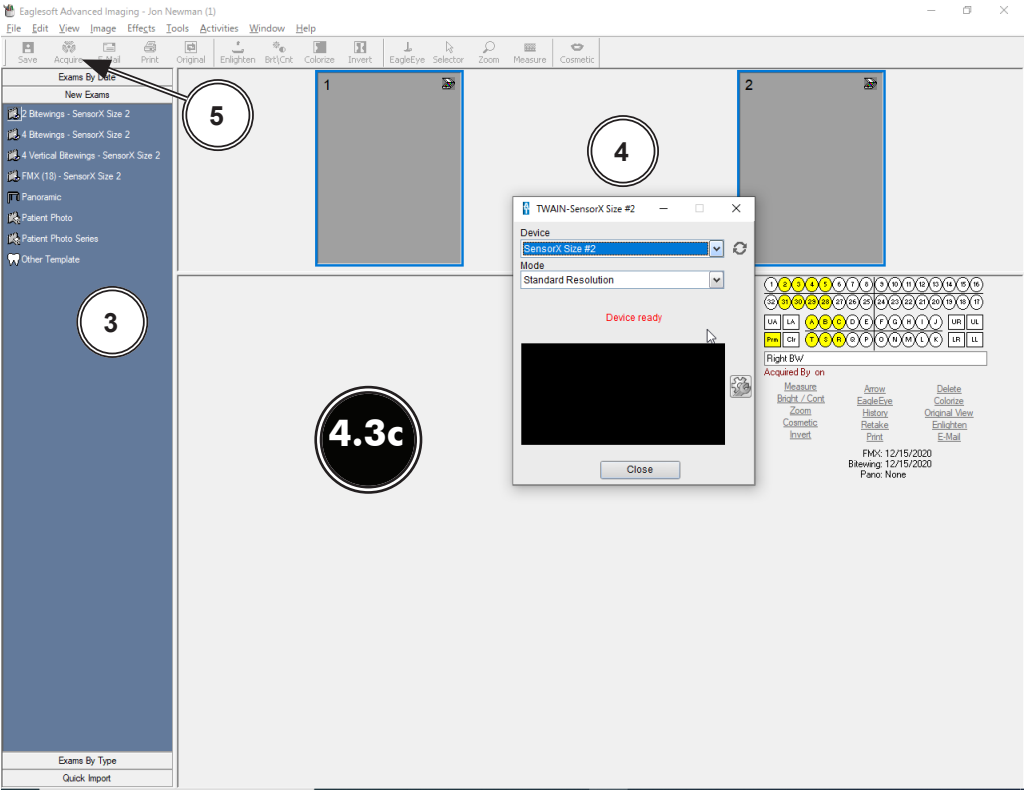 Eaglesoft Advanced Imaging - Jon Newman (1)
File Edit View Image Effects Tools Activities Window Help
Save Acquire E-Mail Print Original Enlighten Brt\Cnt Colorize Invert EagleEye Selector Zoom Measure Cosmetic
Exams By Date
New Exams
2 Bitewings - SensorX Size 2
4 Bitewings - SensorX Size 2
4 Vertical Bitewings - SensorX Size 2
FMX (18) - SensorX Size 2
Panoramic
Patient Photo
Patient Photo Series
Other Template
Exams By Type
Quick Import
5
3
1
2
4
4.3c
TWAIN-SensorX Size #2
Device
SensorX Size #2
Mode
Standard Resolution
Device ready
Close
1 2 3 4 5 6 7 8 9 10 11 12 13 14 15 16
32 31 30 29 28 27 26 25 24 23 22 21 20 19 18 17
UA LA A B C D E F G H I J UR UL
Prm Clr T S R Q P O N M L K LR LL
Right BW
Acquired By on
Measure Arrow Delete
Bright / Cont EagleEye Colorize
Zoom History Original View
Cosmetic Retake Enlighten
Invert Print E-Mail
FMX: 12/15/2020
Bitewing: 12/15/2020
Pano: None